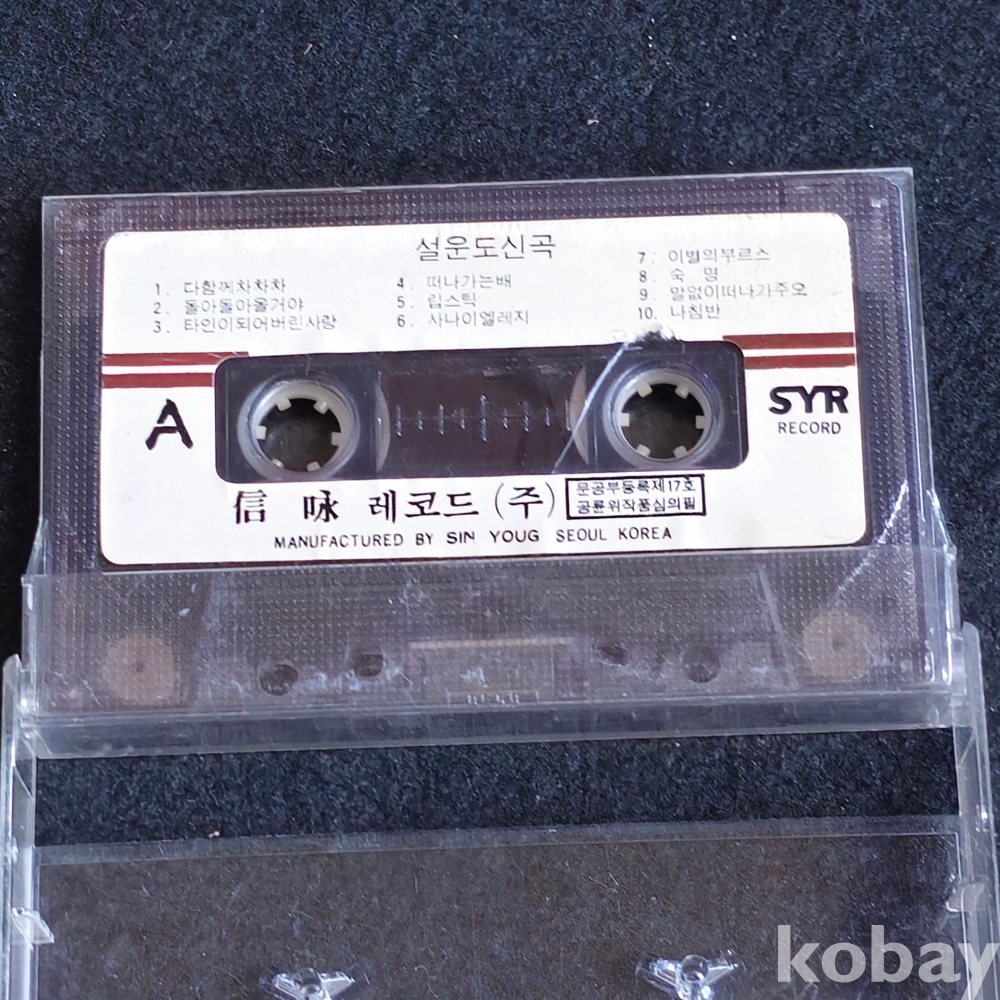 설운도신곡
1. 다함께차차차
2. 돌아돌아올거야
3. 타인이되어버린사랑
4. 떠나가는배
5. 립스틱
6. 사나이엘레지
7. 이별의부르스
8. 숙 명
9. 말없이떠나가주오
10. 나침반
A
SYR
RECORD
信 咏 레코드 (주)
문공부등록제17호
공륜위작품심의필
MANUFACTURED BY SIN YOUG SEOUL KOREA
kobay